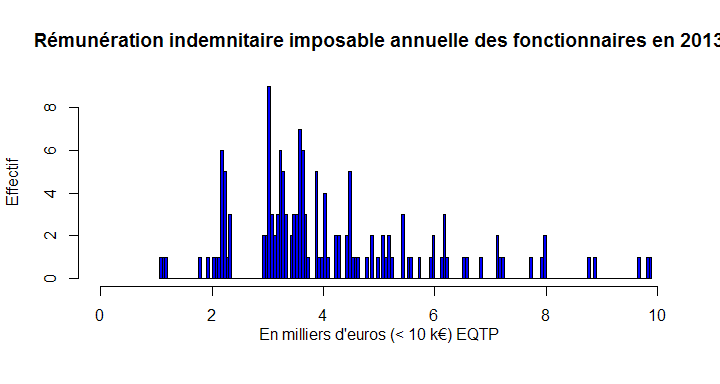 Rémunération indemnitaire imposable annuelle des fonctionnaires en 2013
Effectif
8
6
4
2
0
0 2 4 6 8 10
En milliers d'euros (< 10 k€) EQTP